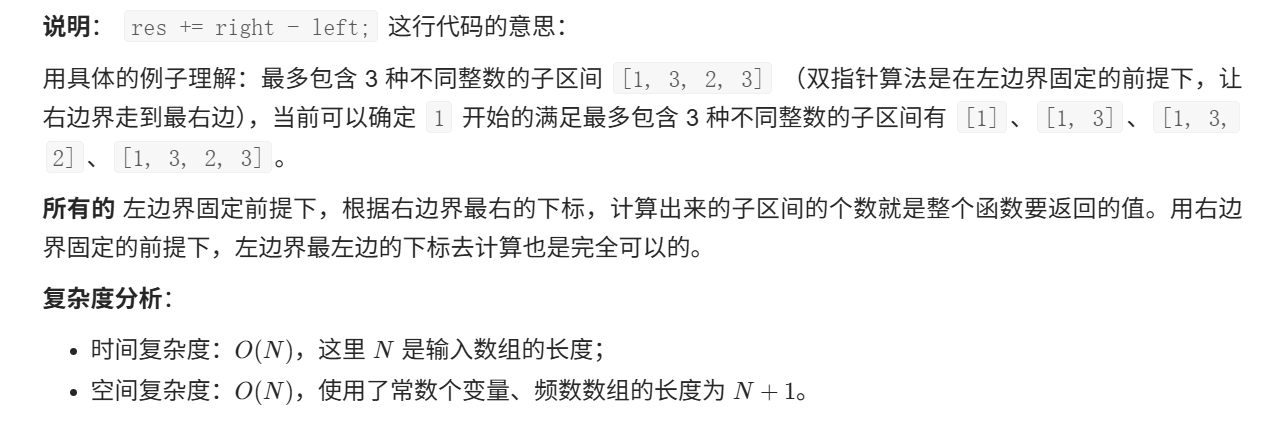 说明： res += right - left; 这行代码的意思：
用具体的例子理解：最多包含 3 种不同整数的子区间 [1, 3, 2, 3] （双指针算法是在左边界固定的前提下，让
右边界走到最右边），当前可以确定 1 开始的满足最多包含 3 种不同整数的子区间有 [1] 、 [1, 3] 、 [1, 3,
2] 、 [1, 3, 2, 3] 。
所有的 左边界固定前提下，根据右边界最右的下标，计算出来的子区间的个数就是整个函数要返回的值。用右边
界固定的前提下，左边界最左边的下标去计算也是完全可以的。
复杂度分析：
• 时间复杂度：O(N)，这里 N 是输入数组的长度；
• 空间复杂度：O(N)，使用了常数个变量、频数数组的长度为 N + 1。